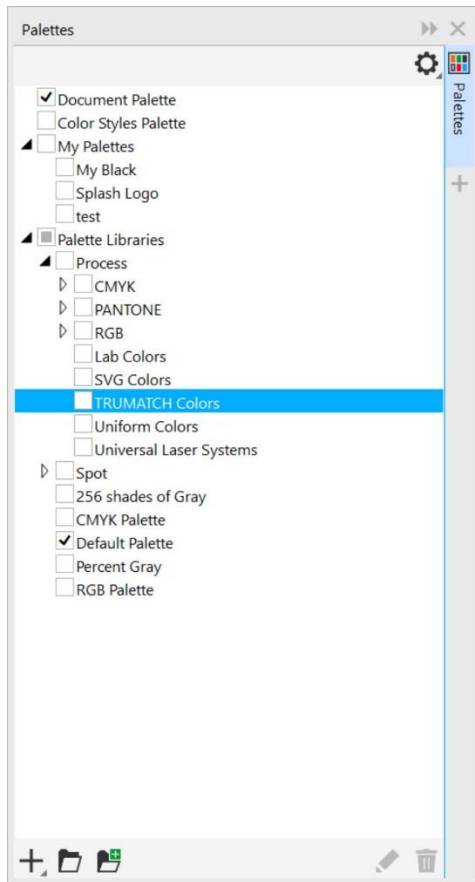 Palettes
Document Palette
Color Styles Palette
My Palettes
My Black
Splash Logo
test
Palette Libraries
Process
CMYK
PANTONE
RGB
Lab Colors
SVG Colors
TRUMATCH Colors
Uniform Colors
Universal Laser Systems
Spot
256 shades of Gray
CMYK Palette
Default Palette
Percent Gray
RGB Palette
Palettes